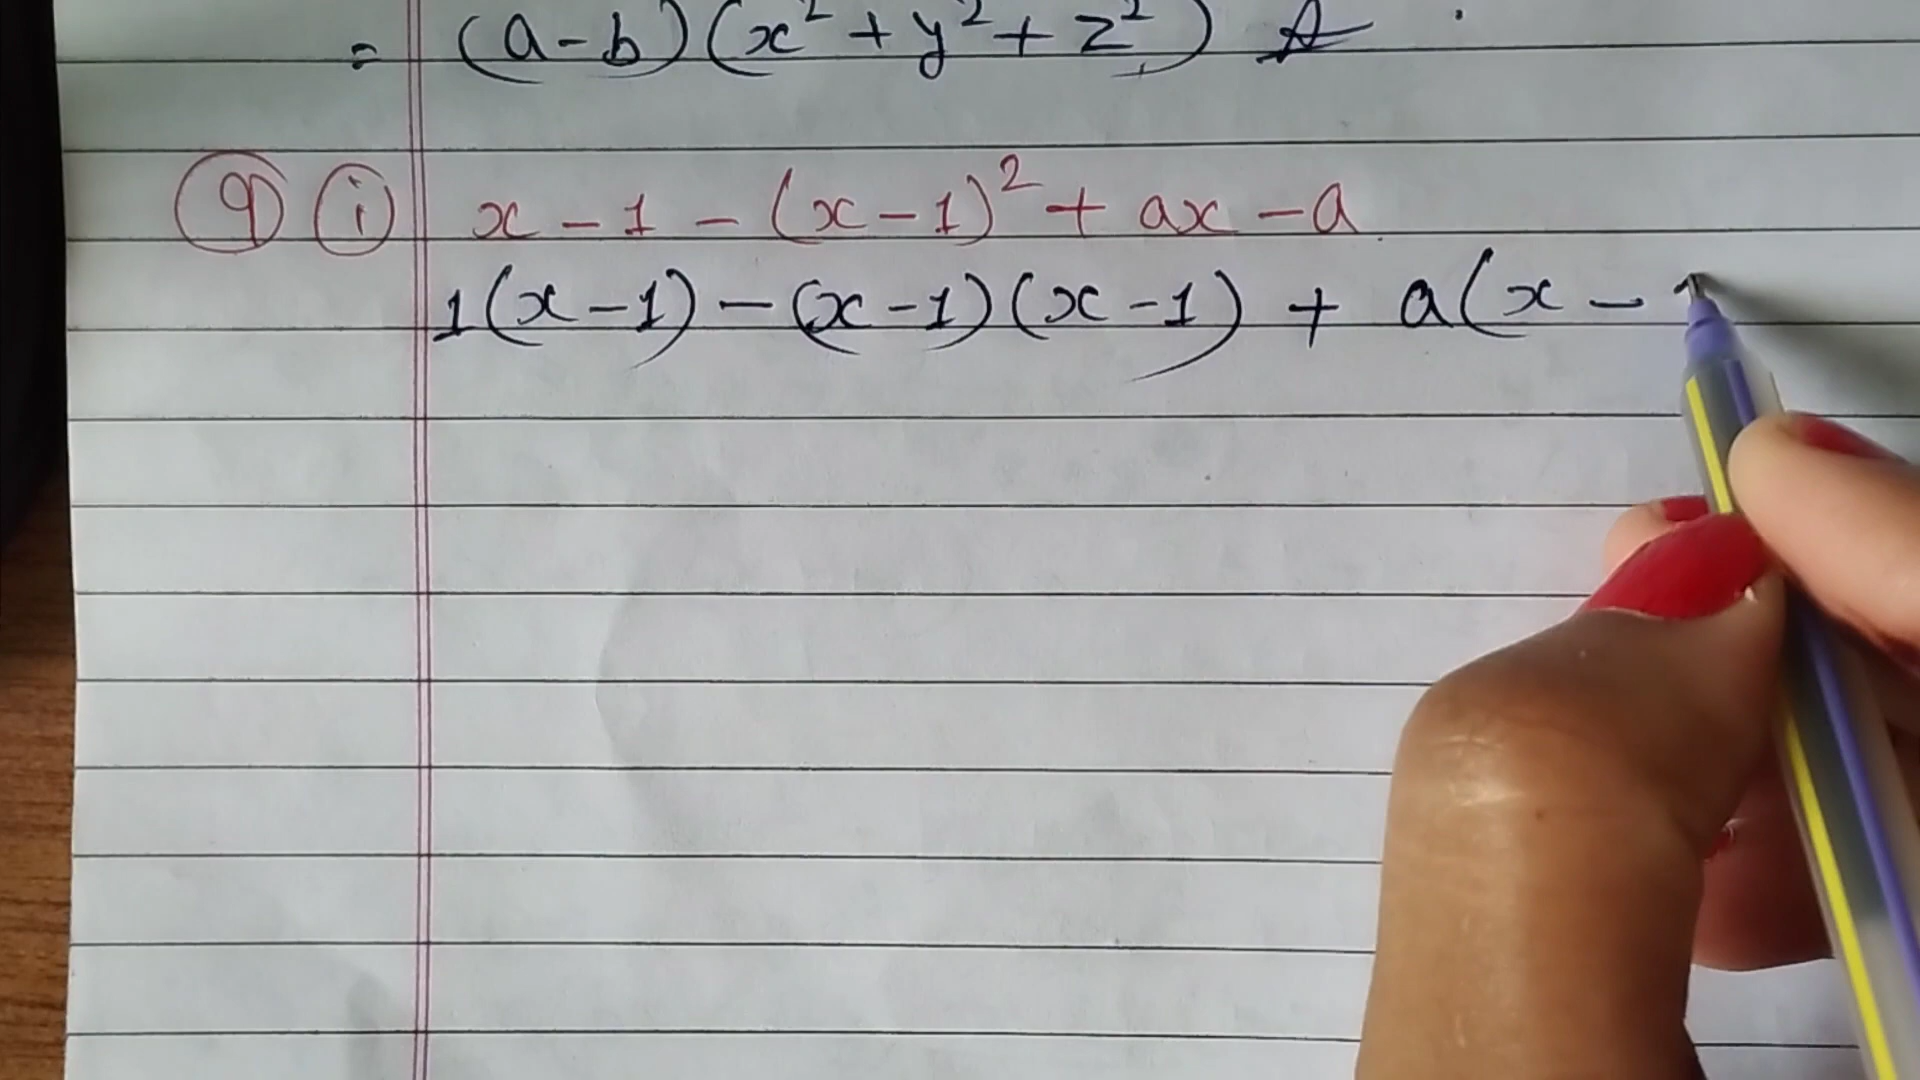 = (a-b)(x²+y²+z²) A
9 i x-1-(x-1)²+ax-a
1(x-1)-(x-1)(x-1)+a(x-